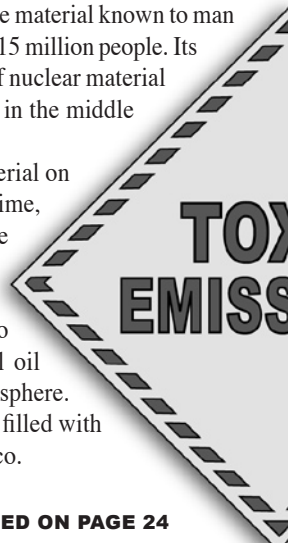 e material known to man
15 million people. Its
f nuclear material
in the middle
erial on
ime,
e
o
l oil
sphere.
filled with
co.
ED ON PAGE 24
TOX
EMISS